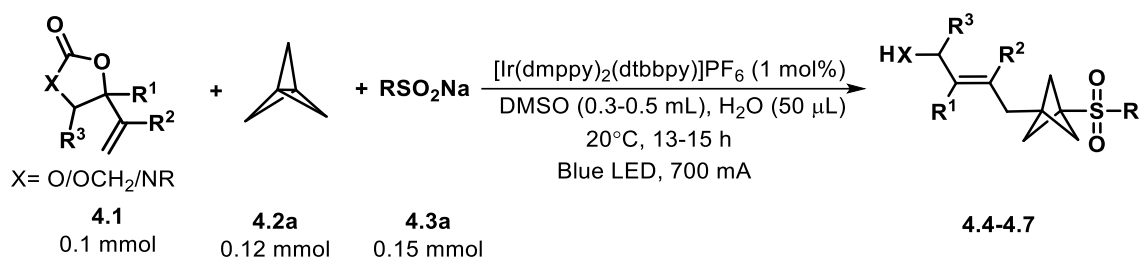 O
O
X
R¹
R²
R³
X= O/OCH₂/NR
4.1
0.1 mmol
+
4.2a
0.12 mmol
+ RSO₂Na
4.3a
0.15 mmol
[Ir(dmppy)₂(dtbbpy)]PF₆ (1 mol%)
DMSO (0.3-0.5 mL), H₂O (50 μL)
20°C, 13-15 h
Blue LED, 700 mA
R³
HX
R²
R¹
O
S
R
O
4.4-4.7